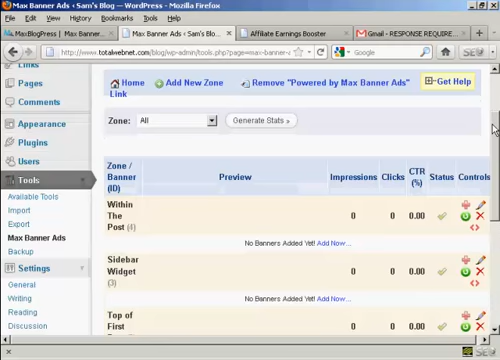 Max Banner Ads ‹ Sam's Blog — WordPress - Mozilla Firefox
File Edit View History Bookmarks Tools Help
MaxBlogPress
Max Banner Ads ‹ Sam's Blo...
Affiliate Earnings Booster
Gmail - RESPONSE REQUIRE...
http://www.totalwebnet.com/blog/wp-admin/tools.php?page=max-banner-
Google
Links
Pages
Comments
Appearance
Plugins
Users
Tools
Available Tools
Import
Export
Max Banner Ads
Backup
Settings
General
Writing
Reading
Discussion
Home Add New Zone Remove "Powered by Max Banner Ads" Get Help
Link
Zone: All Generate Stats »
Zone / Banner (ID) Preview Impressions Clicks CTR (%) Status Controls
Within The Post (4) 0 0 0.00
No Banners Added Yet! Add Now...
Sidebar Widget (3) 0 0 0.00
No Banners Added Yet! Add Now...
Top of First 0 0 0.00
Done